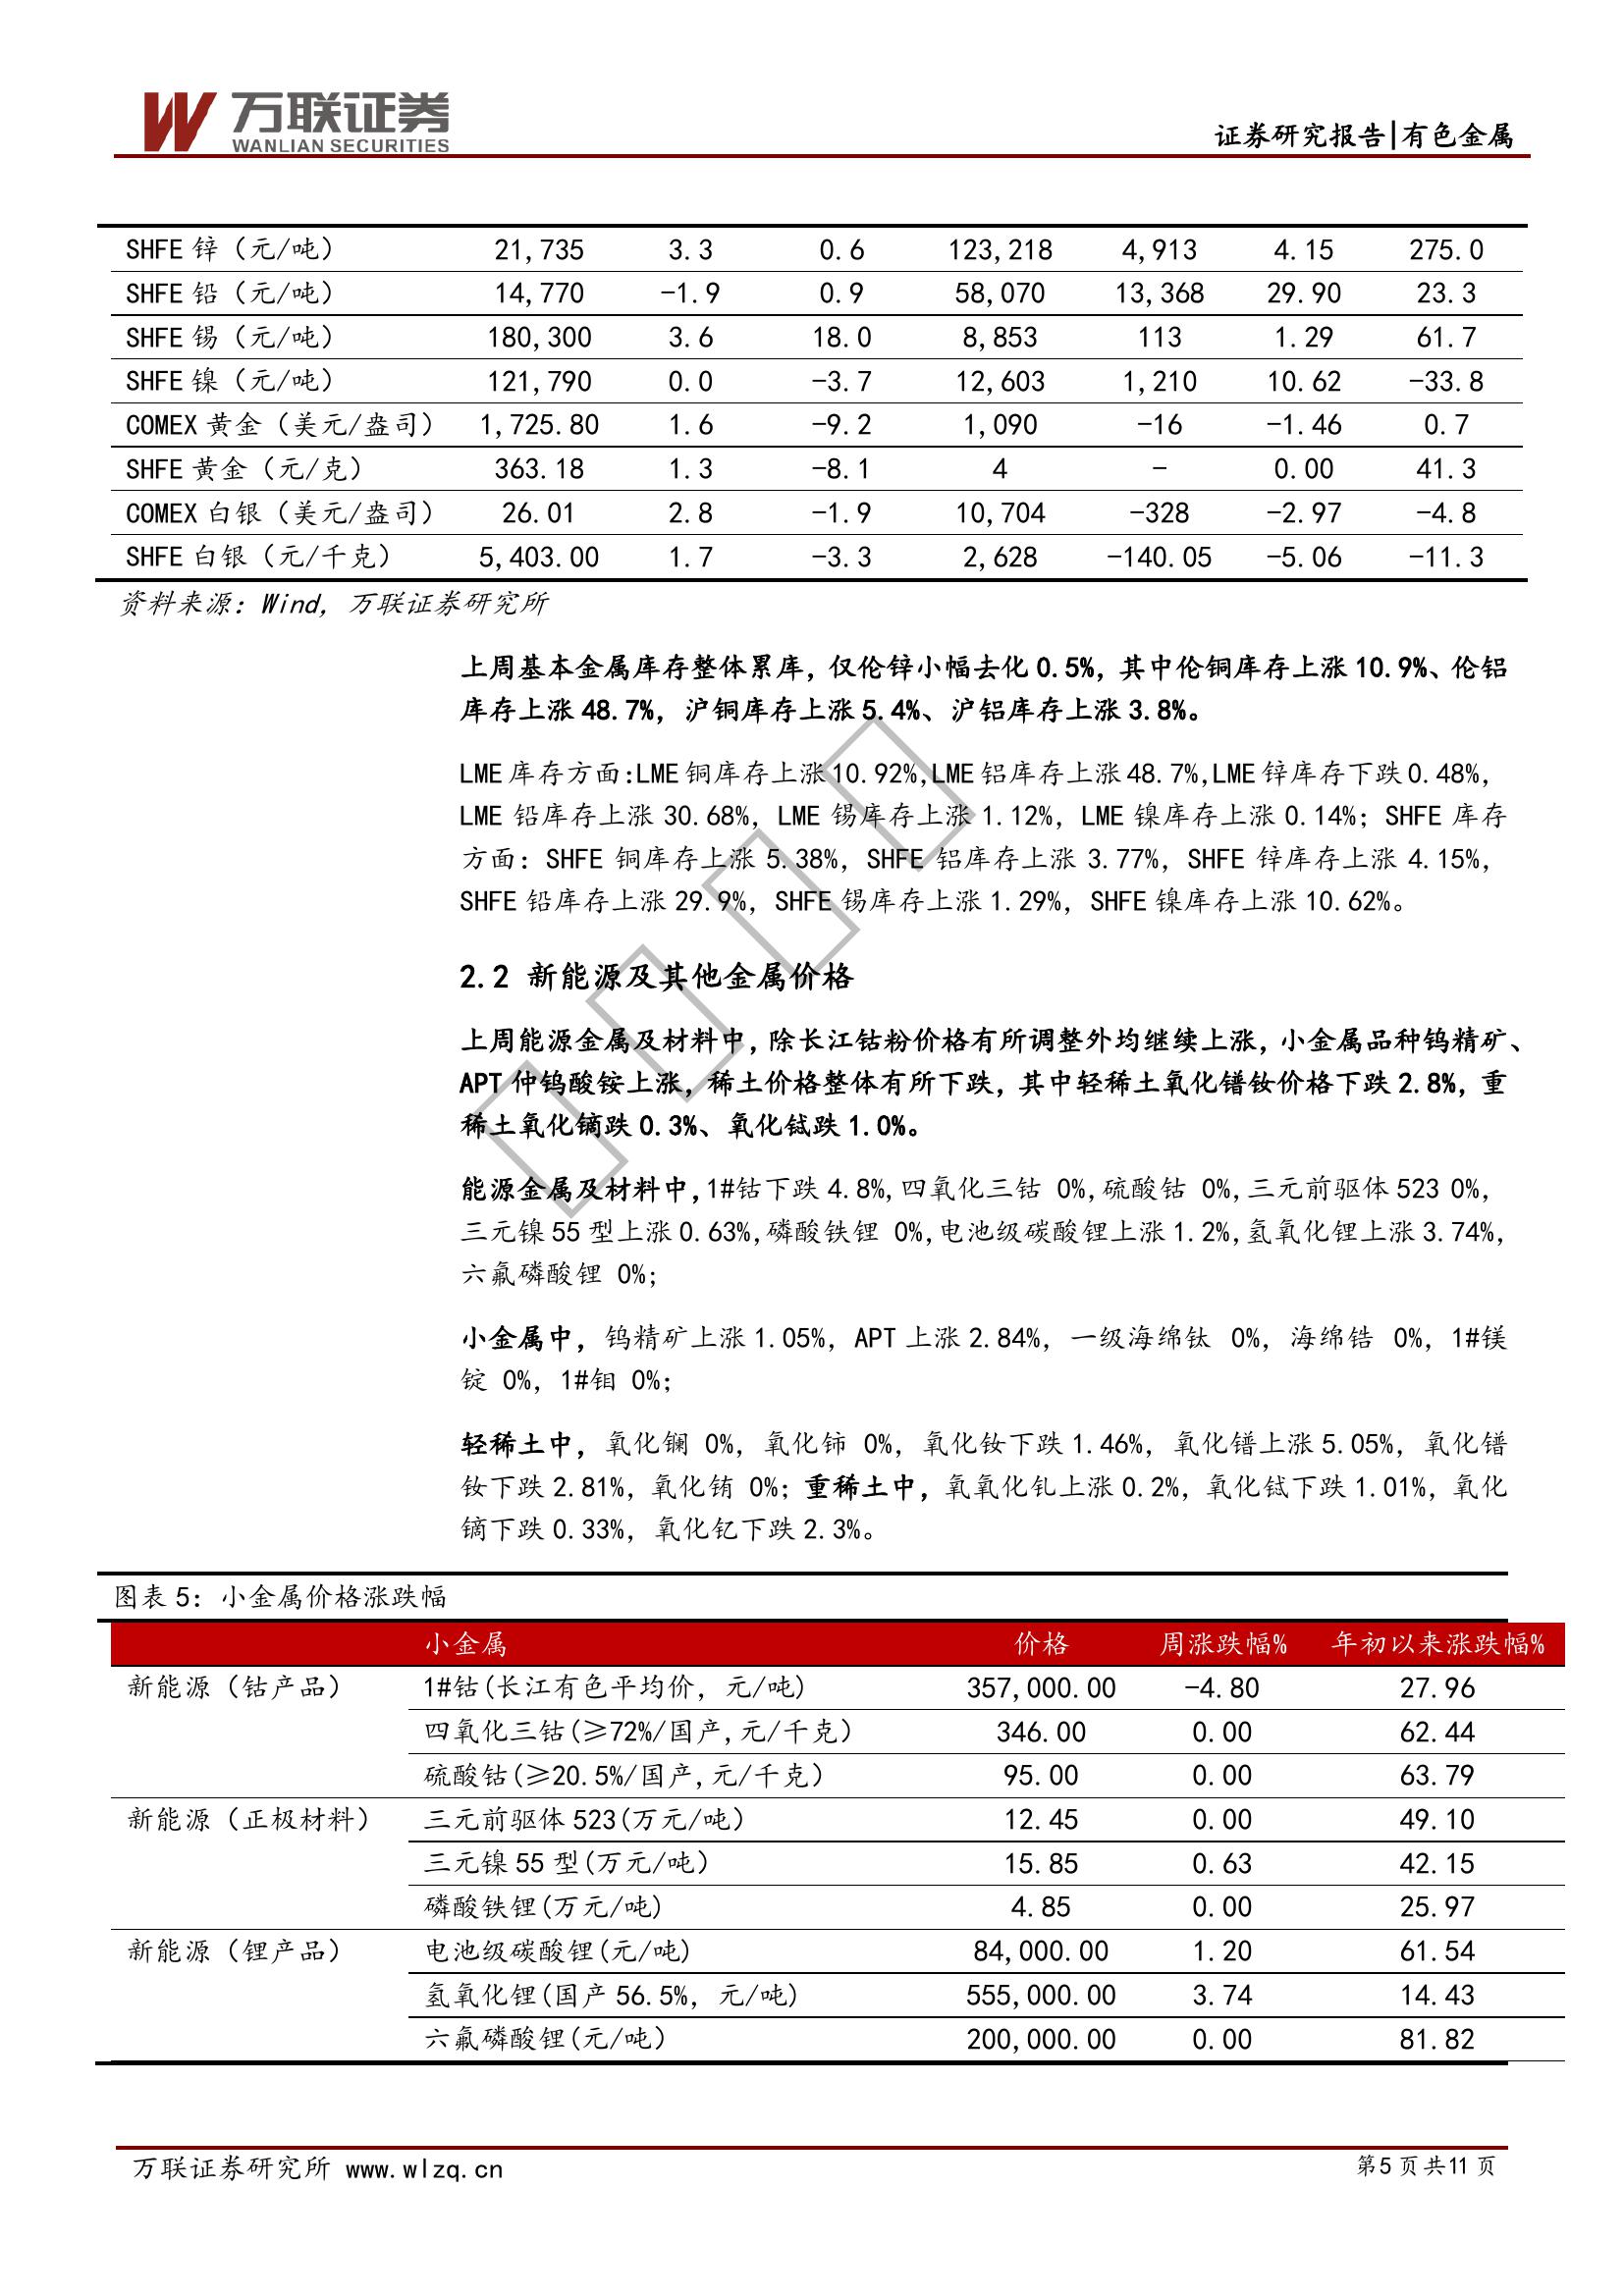 万联证券
WANLIAN SECURITIES
证券研究报告|有色金属
SHFE 锌（元/吨） 21,735 3.3 0.6 123,218 4,913 4.15 275.0
SHFE 铅（元/吨） 14,770 -1.9 0.9 58,070 13,368 29.90 23.3
SHFE 锡（元/吨） 180,300 3.6 18.0 8,853 113 1.29 61.7
SHFE 镍（元/吨） 121,790 0.0 -3.7 12,603 1,210 10.62 -33.8
COMEX 黄金（美元/盎司） 1,725.80 1.6 -9.2 1,090 -16 -1.46 0.7
SHFE 黄金（元/克） 363.18 1.3 -8.1 4 - 0.00 41.3
COMEX 白银（美元/盎司） 26.01 2.8 -1.9 10,704 -328 -2.97 -4.8
SHFE 白银（元/千克） 5,403.00 1.7 -3.3 2,628 -140.05 -5.06 -11.3
资料来源：Wind, 万联证券研究所
上周基本金属库存整体累库，仅伦锌小幅去化 0.5%，其中伦铜库存上涨 10.9%、伦铝
库存上涨 48.7%，沪铜库存上涨 5.4%、沪铝库存上涨 3.8%。
LME 库存方面：LME 铜库存上涨 10.92%，LME 铝库存上涨 48.7%，LME 锌库存下跌 0.48%，
LME 铅库存上涨 30.68%，LME 锡库存上涨 1.12%，LME 镍库存上涨 0.14%；SHFE 库存
方面：SHFE 铜库存上涨 5.38%，SHFE 铝库存上涨 3.77%，SHFE 锌库存上涨 4.15%，
SHFE 铅库存上涨 29.9%，SHFE 锡库存上涨 1.29%，SHFE 镍库存上涨 10.62%。
2.2 新能源及其他金属价格
上周能源金属及材料中，除长江钴粉价格有所调整外均继续上涨，小金属品种钨精矿、
APT 仲钨酸铵上涨，稀土价格整体有所下跌，其中轻稀土氧化镨钕价格下跌 2.8%，重
稀土氧化镝跌 0.3%、氧化铽跌 1.0%。
能源金属及材料中，1#钴下跌 4.8%，四氧化三钴 0%，硫酸钴 0%，三元前驱体 523 0%，
三元镍 55 型上涨 0.63%，磷酸铁锂 0%，电池级碳酸锂上涨 1.2%，氢氧化锂上涨 3.74%，
六氟磷酸锂 0%；
小金属中，钨精矿上涨 1.05%，APT 上涨 2.84%，一级海绵钛 0%，海绵锆 0%，1#镁
锭 0%，1#钼 0%；
轻稀土中，氧化镧 0%，氧化铈 0%，氧化钕下跌 1.46%，氧化镨上涨 5.05%，氧化镨
钕下跌 2.81%，氧化铕 0%；重稀土中，氧氧化钆上涨 0.2%，氧化铽下跌 1.01%，氧化
镝下跌 0.33%，氧化钇下跌 2.3%。
图表 5：小金属价格涨跌幅
小金属 价格 周涨跌幅% 年初以来涨跌幅%
新能源（钴产品） 1#钴(长江有色平均价，元/吨) 357,000.00 -4.80 27.96
四氧化三钴(≥72%/国产,元/千克） 346.00 0.00 62.44
硫酸钴(≥20.5%/国产,元/千克） 95.00 0.00 63.79
新能源（正极材料） 三元前驱体 523(万元/吨） 12.45 0.00 49.10
三元镍 55 型(万元/吨） 15.85 0.63 42.15
磷酸铁锂(万元/吨) 4.85 0.00 25.97
新能源（锂产品） 电池级碳酸锂(元/吨) 84,000.00 1.20 61.54
氢氧化锂(国产 56.5%，元/吨) 555,000.00 3.74 14.43
六氟磷酸锂(元/吨） 200,000.00 0.00 81.82
万联证券研究所 www.wlzq.cn
第 5 页 共 11 页